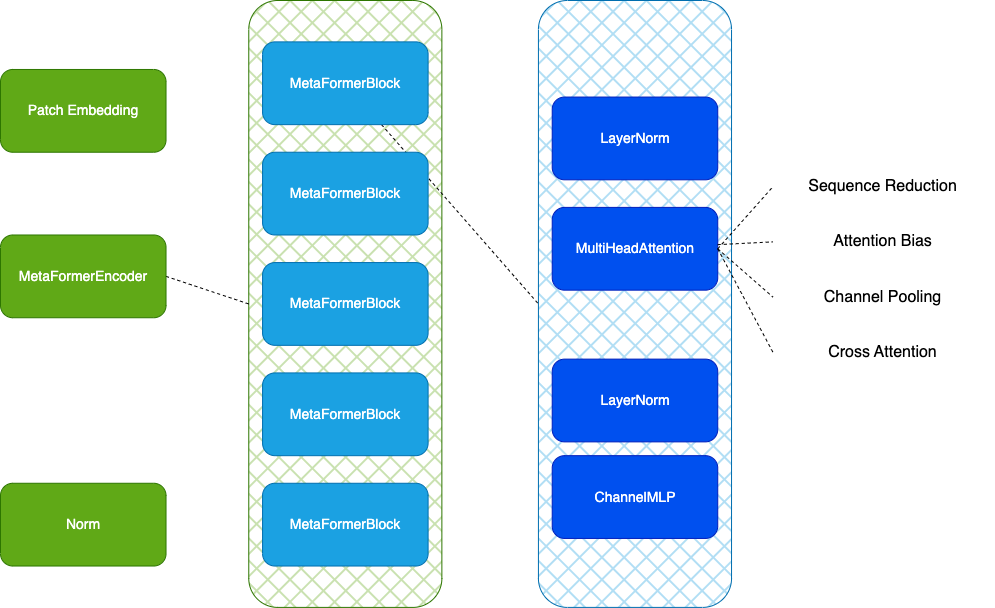 Patch Embedding
MetaFormerEncoder
Norm
MetaFormerBlock
MetaFormerBlock
MetaFormerBlock
MetaFormerBlock
MetaFormerBlock
LayerNorm
MultiHeadAttention
LayerNorm
ChannelMLP
Sequence Reduction
Attention Bias
Channel Pooling
Cross Attention